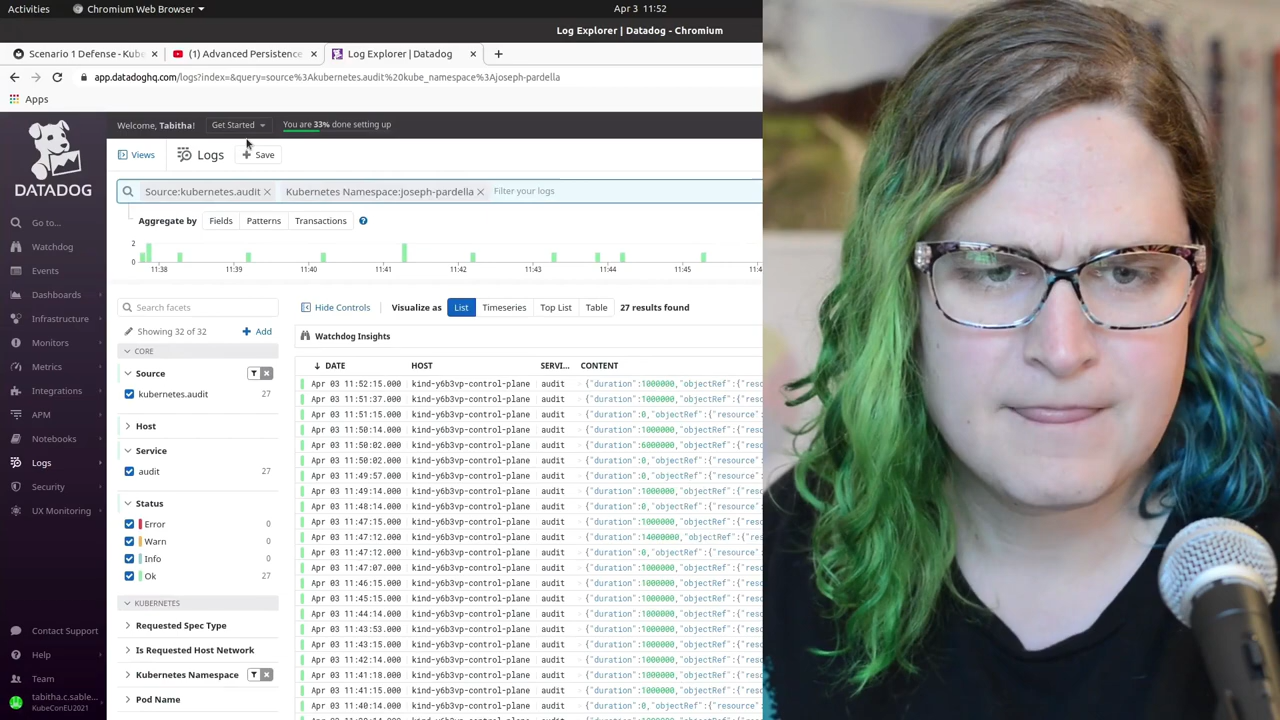 Activities
Chromium Web Browser
Apr 3 11:52
Log Explorer | Datadog - Chromium
Scenario 1 Defense - Kube
(1) Advanced Persistence
Log Explorer | Datadog
app.datadoghq.com/logs?index=&query=source%3Akubernetes.audit%20kube_namespace%3Ajoseph-pardella
Apps
Welcome, Tabitha!
Get Started
You are 33% done setting up
Views
Logs
+ Save
DATADOG
Source:kubernetes.audit
Kubernetes Namespace:joseph-pardella
Filter your logs
Aggregate by
Fields
Patterns
Transactions
2
0
11:38
11:39
11:40
11:41
11:42
11:43
11:44
11:45
11:4
Go to...
Watchdog
Events
Dashboards
Infrastructure
Monitors
Metrics
Integrations
APM
Notebooks
Logs
Security
UX Monitoring
Contact Support
Help
Team
tabitha.c.sable...
KubeConEU2021
Search facets
Showing 32 of 32
+ Add
CORE
Source
kubernetes.audit 27
Host
Service
audit 27
Status
Error 0
Warn 0
Info 0
Ok 27
KUBERNETES
Requested Spec Type
Is Requested Host Network
Kubernetes Namespace
Pod Name
Hide Controls
Visualize as
List
Timeseries
Top List
Table
27 results found
Watchdog Insights
DATE HOST SERVI... CONTENT
Apr 03 11:52:15.000 kind-y6b3vp-control-plane audit {"duration":1000000,"objectRef":{"resc
Apr 03 11:51:37.000 kind-y6b3vp-control-plane audit {"duration":1000000,"objectRef":{"resc
Apr 03 11:51:15.000 kind-y6b3vp-control-plane audit {"duration":0,"objectRef":{"resource":
Apr 03 11:50:14.000 kind-y6b3vp-control-plane audit {"duration":1000000,"objectRef":{"resc
Apr 03 11:50:02.000 kind-y6b3vp-control-plane audit {"duration":6000000,"objectRef":{"resc
Apr 03 11:50:02.000 kind-y6b3vp-control-plane audit {"duration":0,"objectRef":{"resource":
Apr 03 11:49:57.000 kind-y6b3vp-control-plane audit {"duration":0,"objectRef":{"resource":
Apr 03 11:49:14.000 kind-y6b3vp-control-plane audit {"duration":1000000,"objectRef":{"resc
Apr 03 11:48:14.000 kind-y6b3vp-control-plane audit {"duration":0,"objectRef":{"resource":
Apr 03 11:47:15.000 kind-y6b3vp-control-plane audit {"duration":1000000,"objectRef":{"resc
Apr 03 11:47:12.000 kind-y6b3vp-control-plane audit {"duration":14000000,"objectRef":{"res
Apr 03 11:47:12.000 kind-y6b3vp-control-plane audit {"duration":0,"objectRef":{"resource":
Apr 03 11:47:07.000 kind-y6b3vp-control-plane audit {"duration":1000000,"objectRef":{"resc
Apr 03 11:46:15.000 kind-y6b3vp-control-plane audit {"duration":1000000,"objectRef":{"resc
Apr 03 11:45:15.000 kind-y6b3vp-control-plane audit {"duration":1000000,"objectRef":{"resc
Apr 03 11:44:14.000 kind-y6b3vp-control-plane audit {"duration":1000000,"objectRef":{"resc
Apr 03 11:43:53.000 kind-y6b3vp-control-plane audit {"duration":1000000,"objectRef":{"resc
Apr 03 11:43:15.000 kind-y6b3vp-control-plane audit {"duration":1000000,"objectRef":{"resc
Apr 03 11:42:14.000 kind-y6b3vp-control-plane audit {"duration":1000000,"objectRef":{"resc
Apr 03 11:41:18.000 kind-y6b3vp-control-plane audit {"duration":1000000,"objectRef":{"resc
Apr 03 11:41:15.000 kind-y6b3vp-control-plane audit {"duration":1000000,"objectRef":{"resc
Apr 03 11:40:14.000 kind-y6b3vp-control-plane audit {"duration":0,"objectRef":{"resource":